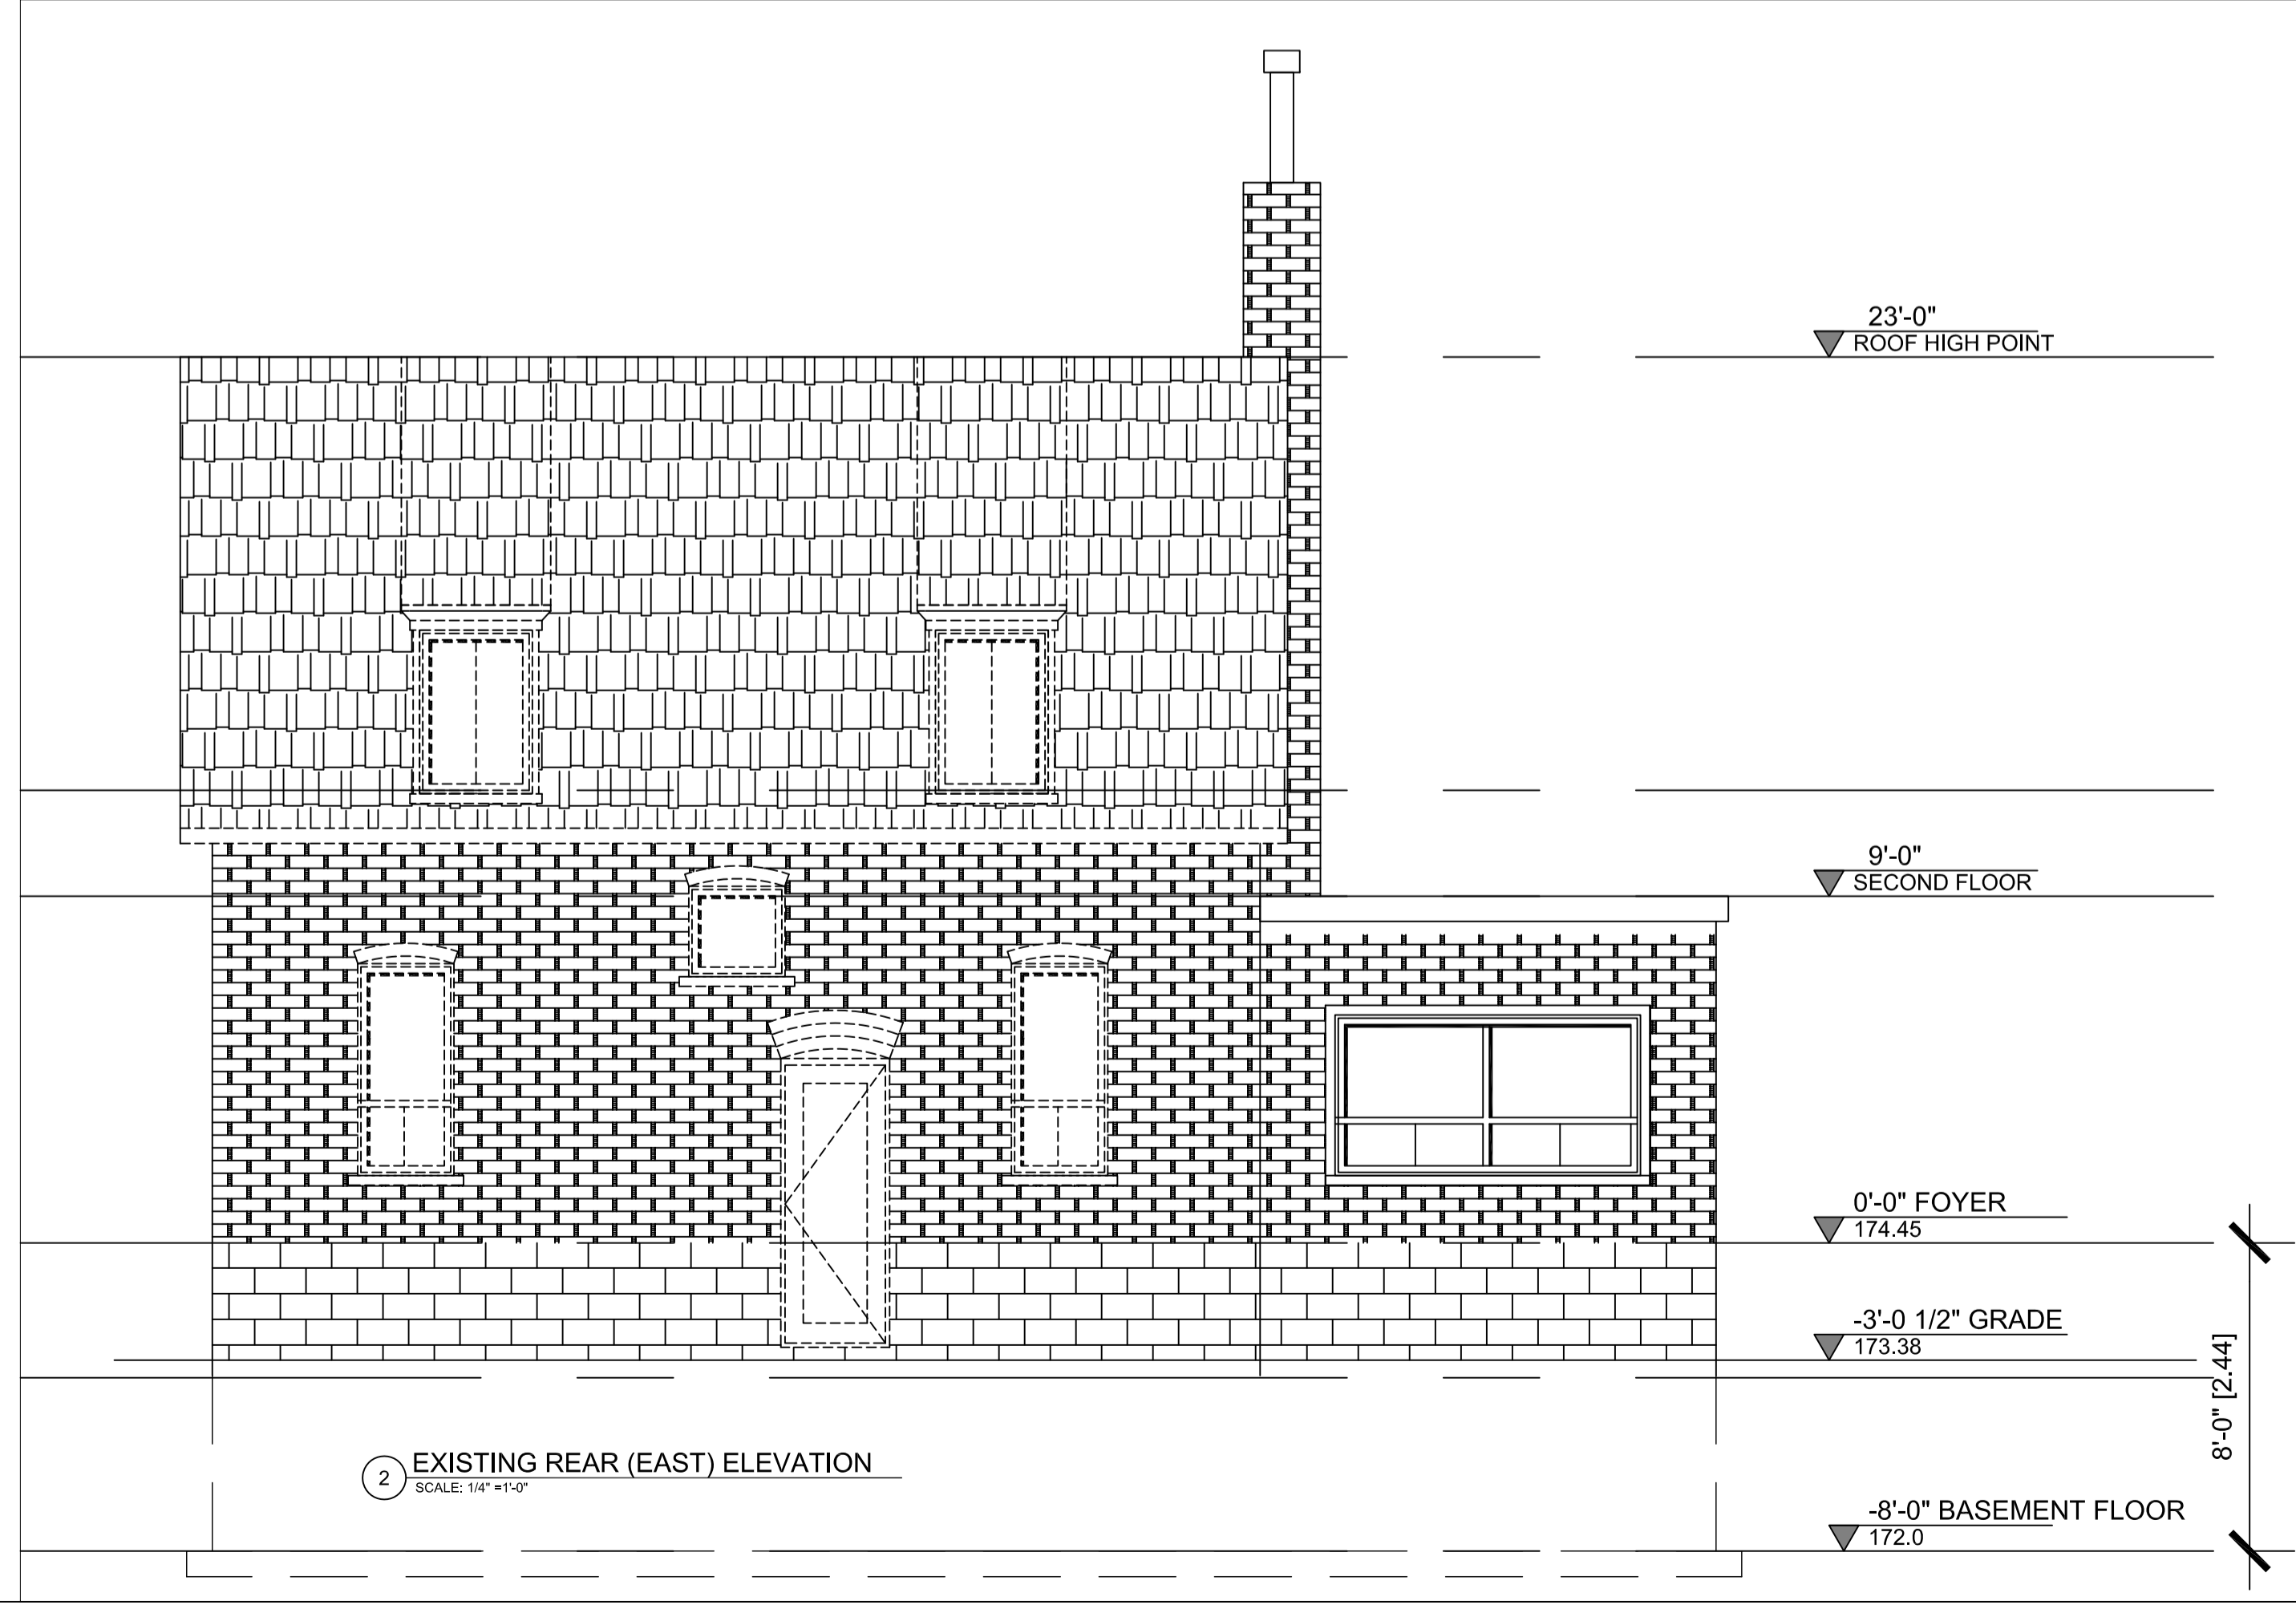 23'-0"
ROOF HIGH POINT
9'-0"
SECOND FLOOR
0'-0" FOYER
174.45
-3'-0 1/2" GRADE
173.38
8'-0" [2.44]
2
EXISTING REAR (EAST) ELEVATION
SCALE: 1/4" =1'-0"
-8'-0" BASEMENT FLOOR
172.0